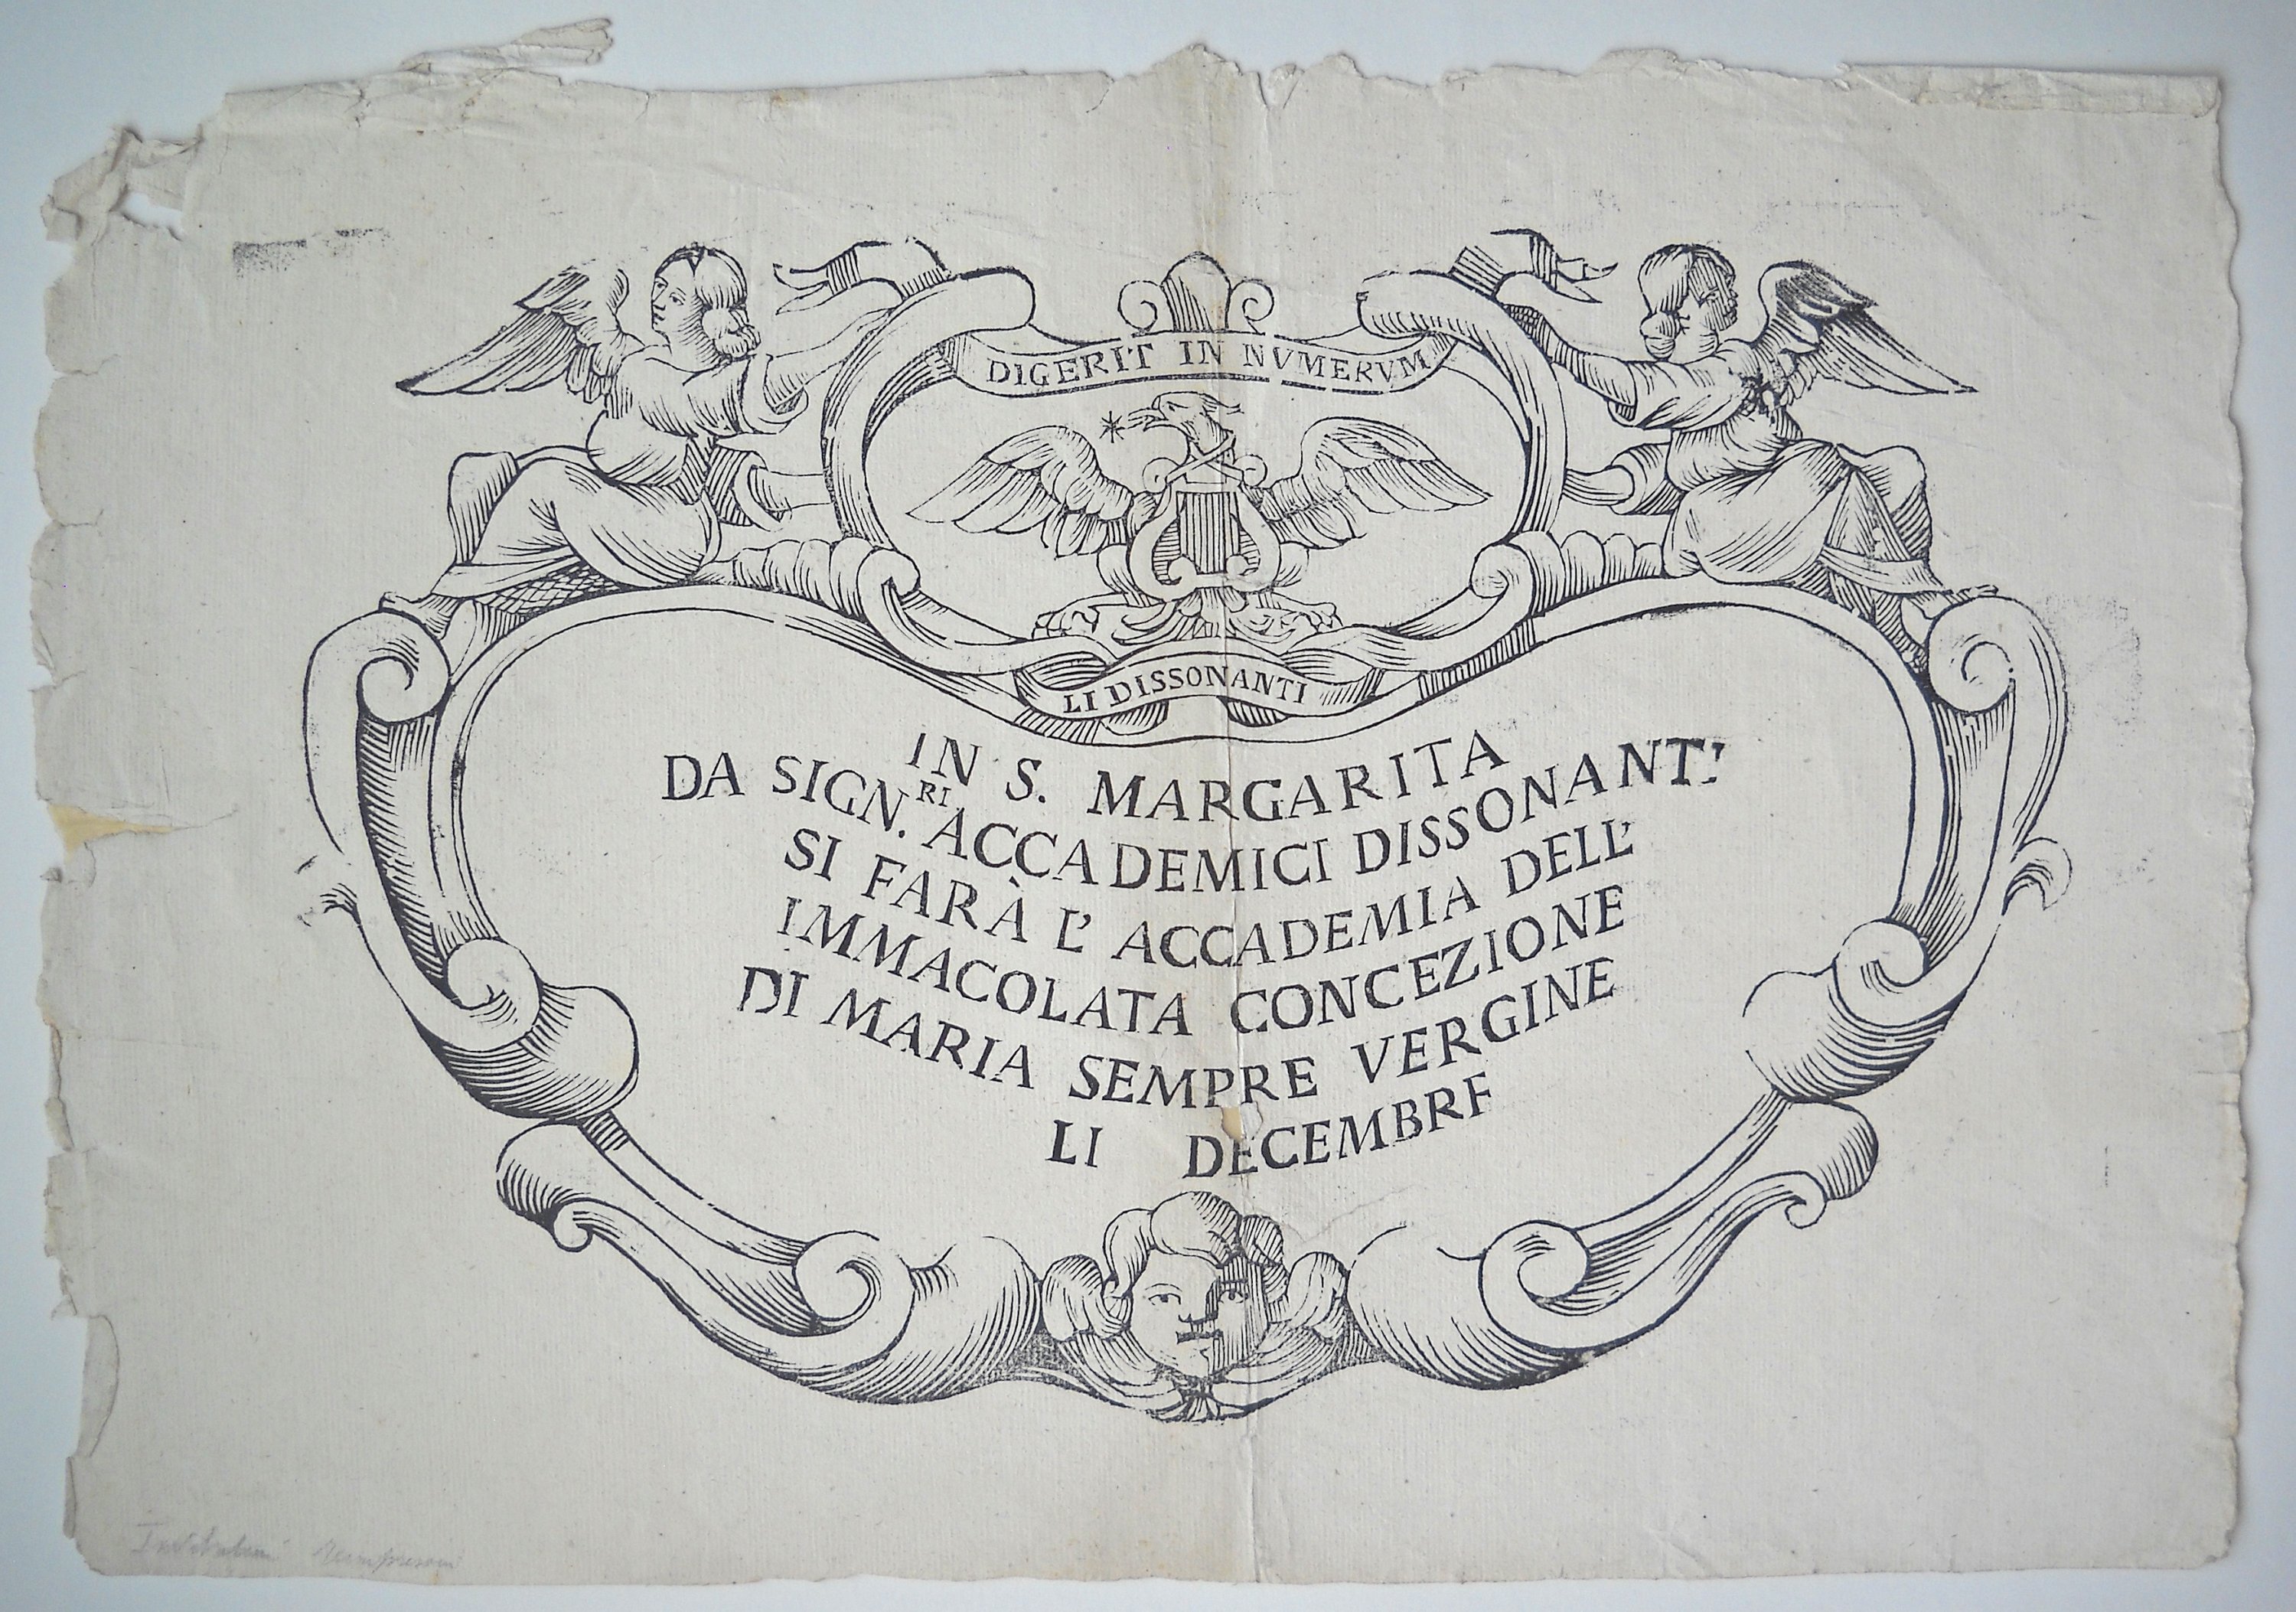 DIGERIT IN NVMERVM
LI DISSONANTI
IN S. MARGARITA
DA SIGN.RI ACCADEMICI DISSONANT.'
SI FARÀ L' ACCADEMIA DELL'
IMMACOLATA CONCEZIONE
DI MARIA SEMPRE VERGINE
LI DECEMBRE